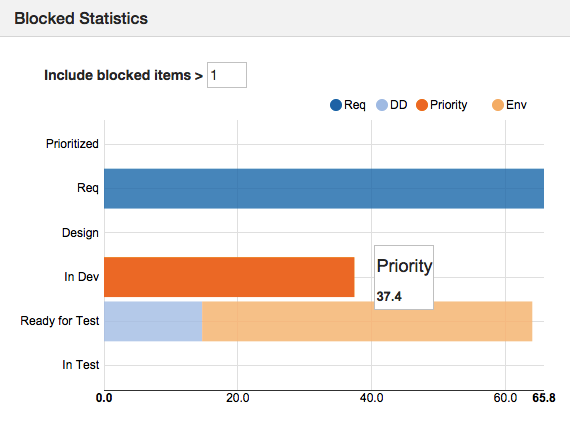 Blocked Statistics
Include blocked items > 1
Req DD Priority Env
Prioritized
Req
Design
Priority
In Dev
37.4
Ready for Test
In Test
0.0 20.0 40.0 60.0 65.8